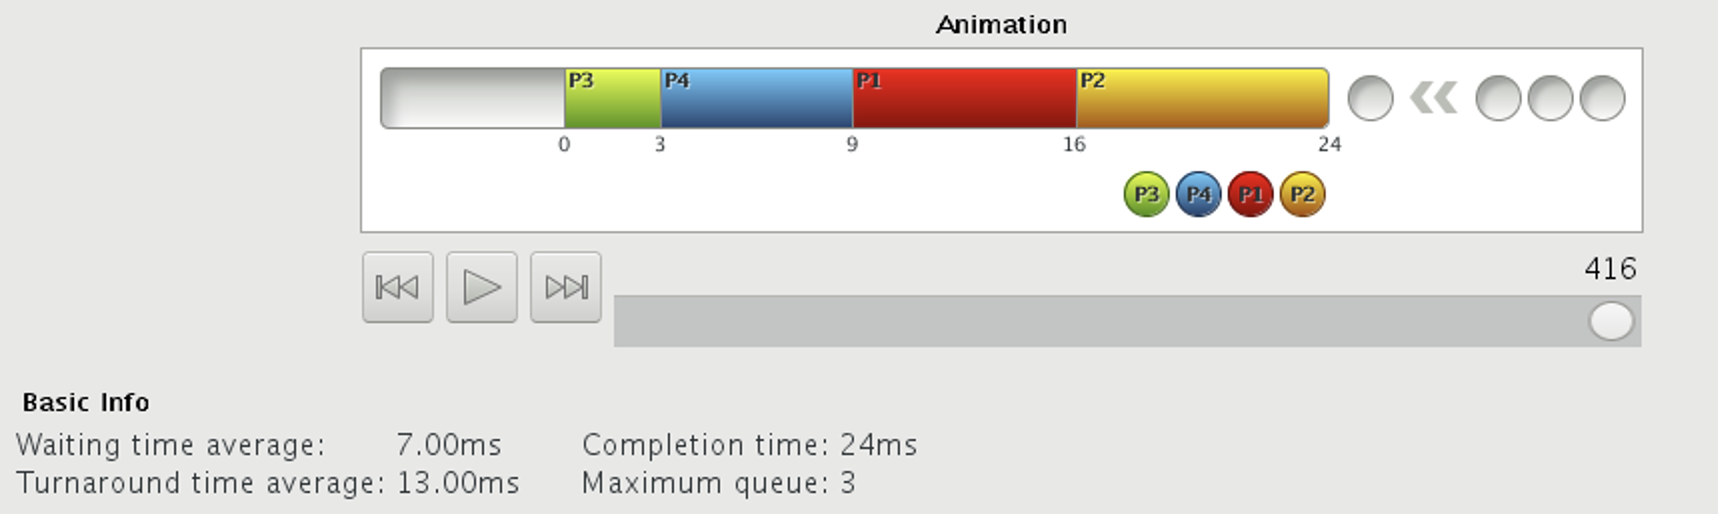 Animation
P3 P4 P1 P2
0 3 9 16 24
P3 P4 P1 P2
416
Basic Info
Waiting time average: 7.00ms Completion time: 24ms
Turnaround time average: 13.00ms Maximum queue: 3